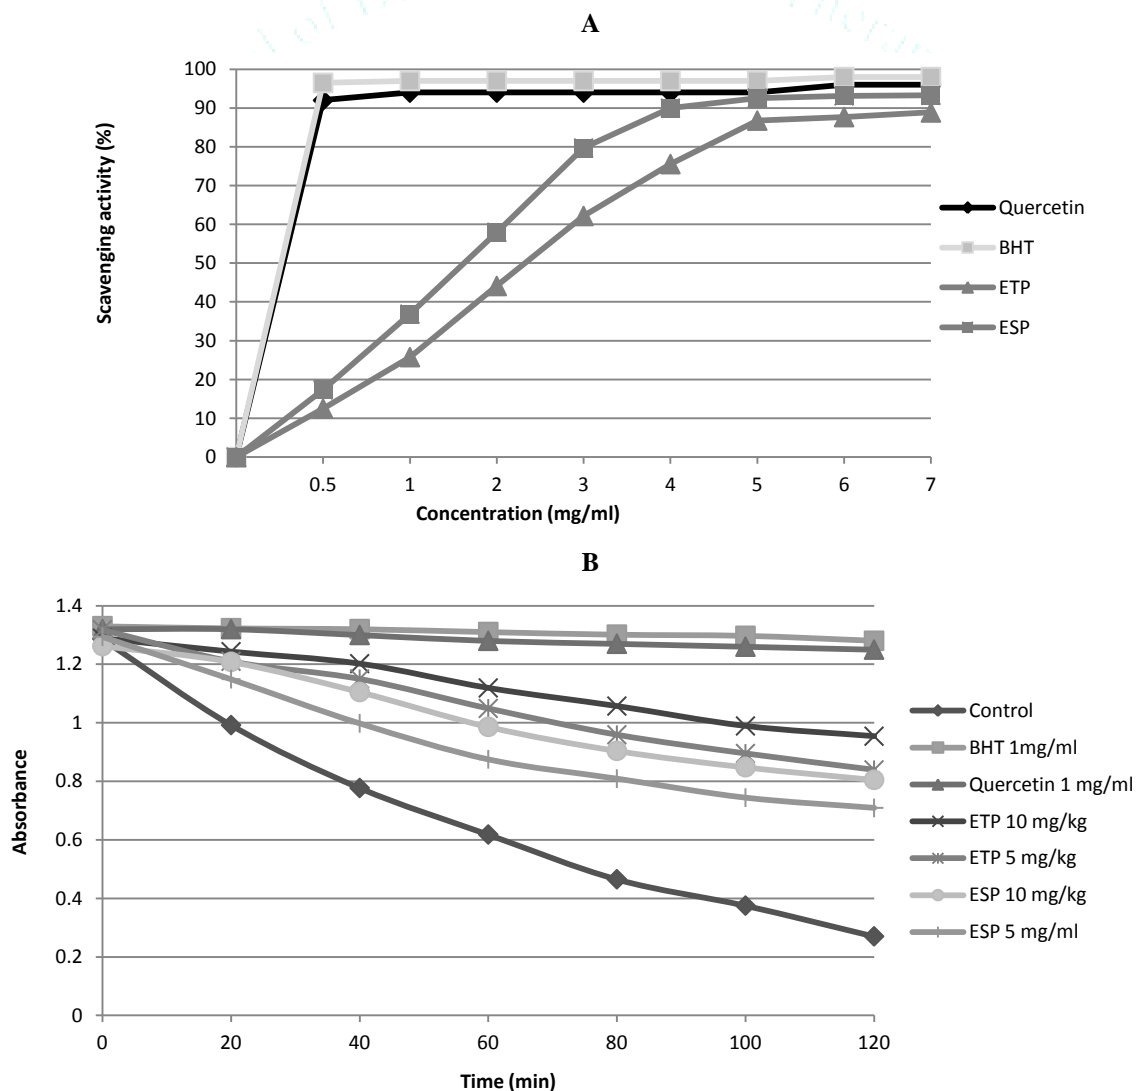 A
100
90
80
70
60
50
40
30
20
10
0
Scavenging activity (%)
0.5 1 2 3 4 5 6 7
Concentration (mg/ml)
Quercetin
BHT
ETP
ESP
B
1.4
1.2
1
0.8
0.6
0.4
0.2
0
Absorbance
0 20 40 60 80 100 120
Time (min)
Control
BHT 1mg/ml
Quercetin 1 mg/ml
ETP 10 mg/kg
ETP 5 mg/kg
ESP 10 mg/kg
ESP 5 mg/ml